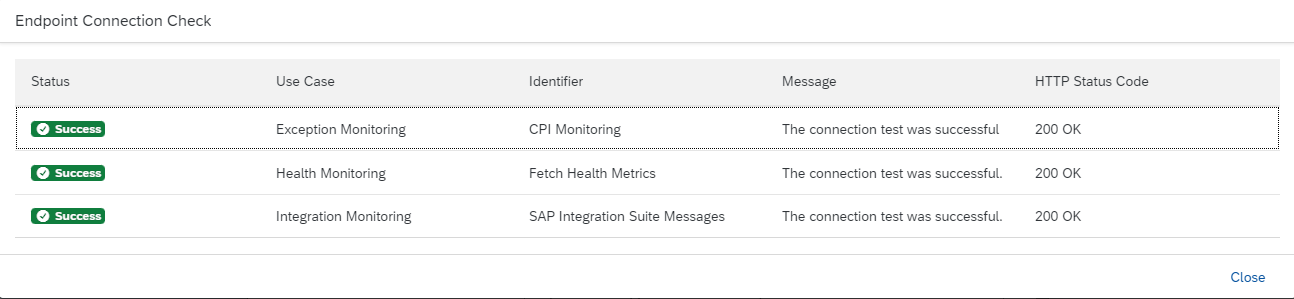 Endpoint Connection Check
Status Use Case Identifier Message HTTP Status Code
Success Exception Monitoring CPI Monitoring The connection test was successful 200 OK
Success Health Monitoring Fetch Health Metrics The connection test was successful. 200 OK
Success Integration Monitoring SAP Integration Suite Messages The connection test was successful. 200 OK
Close